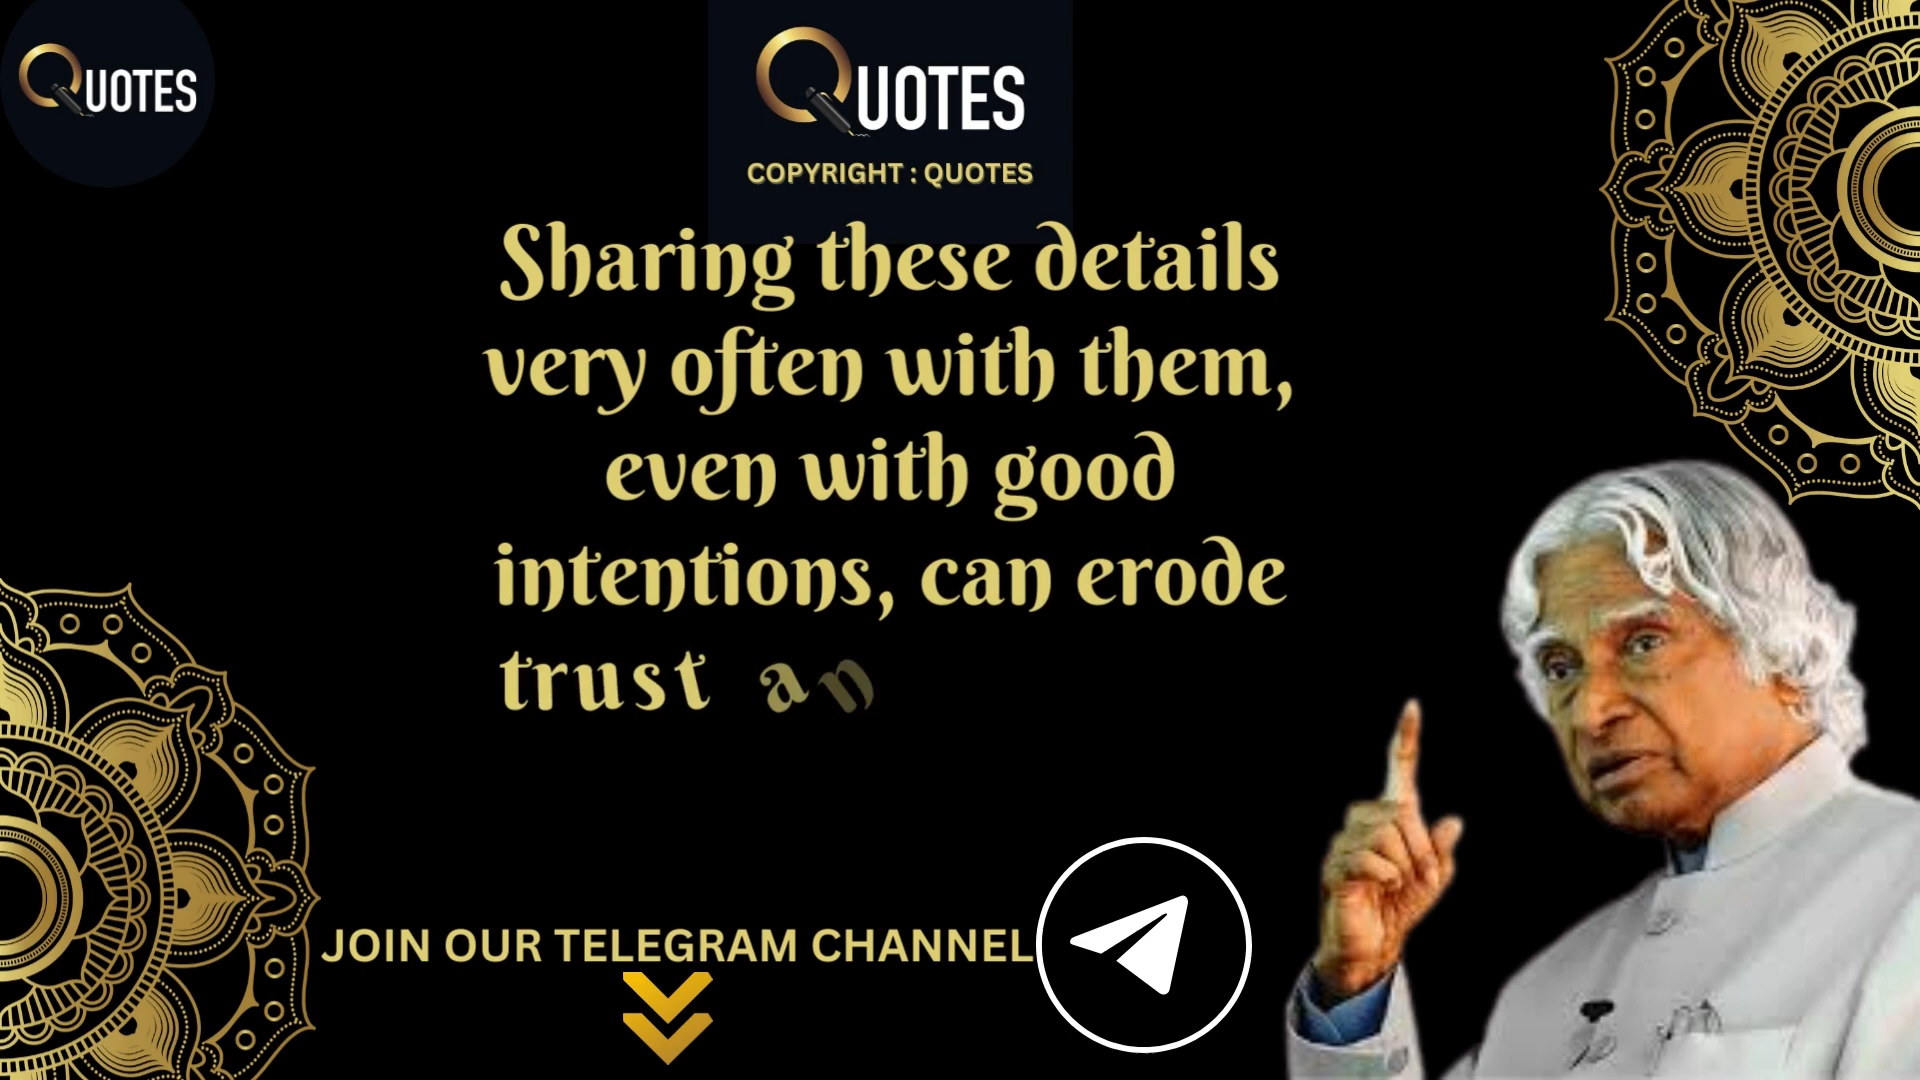 QUOTES
QUOTES
COPYRIGHT : QUOTES
Sharing these details
very often with them,
even with good
intentions, can erode
trust an
JOIN OUR TELEGRAM CHANNEL